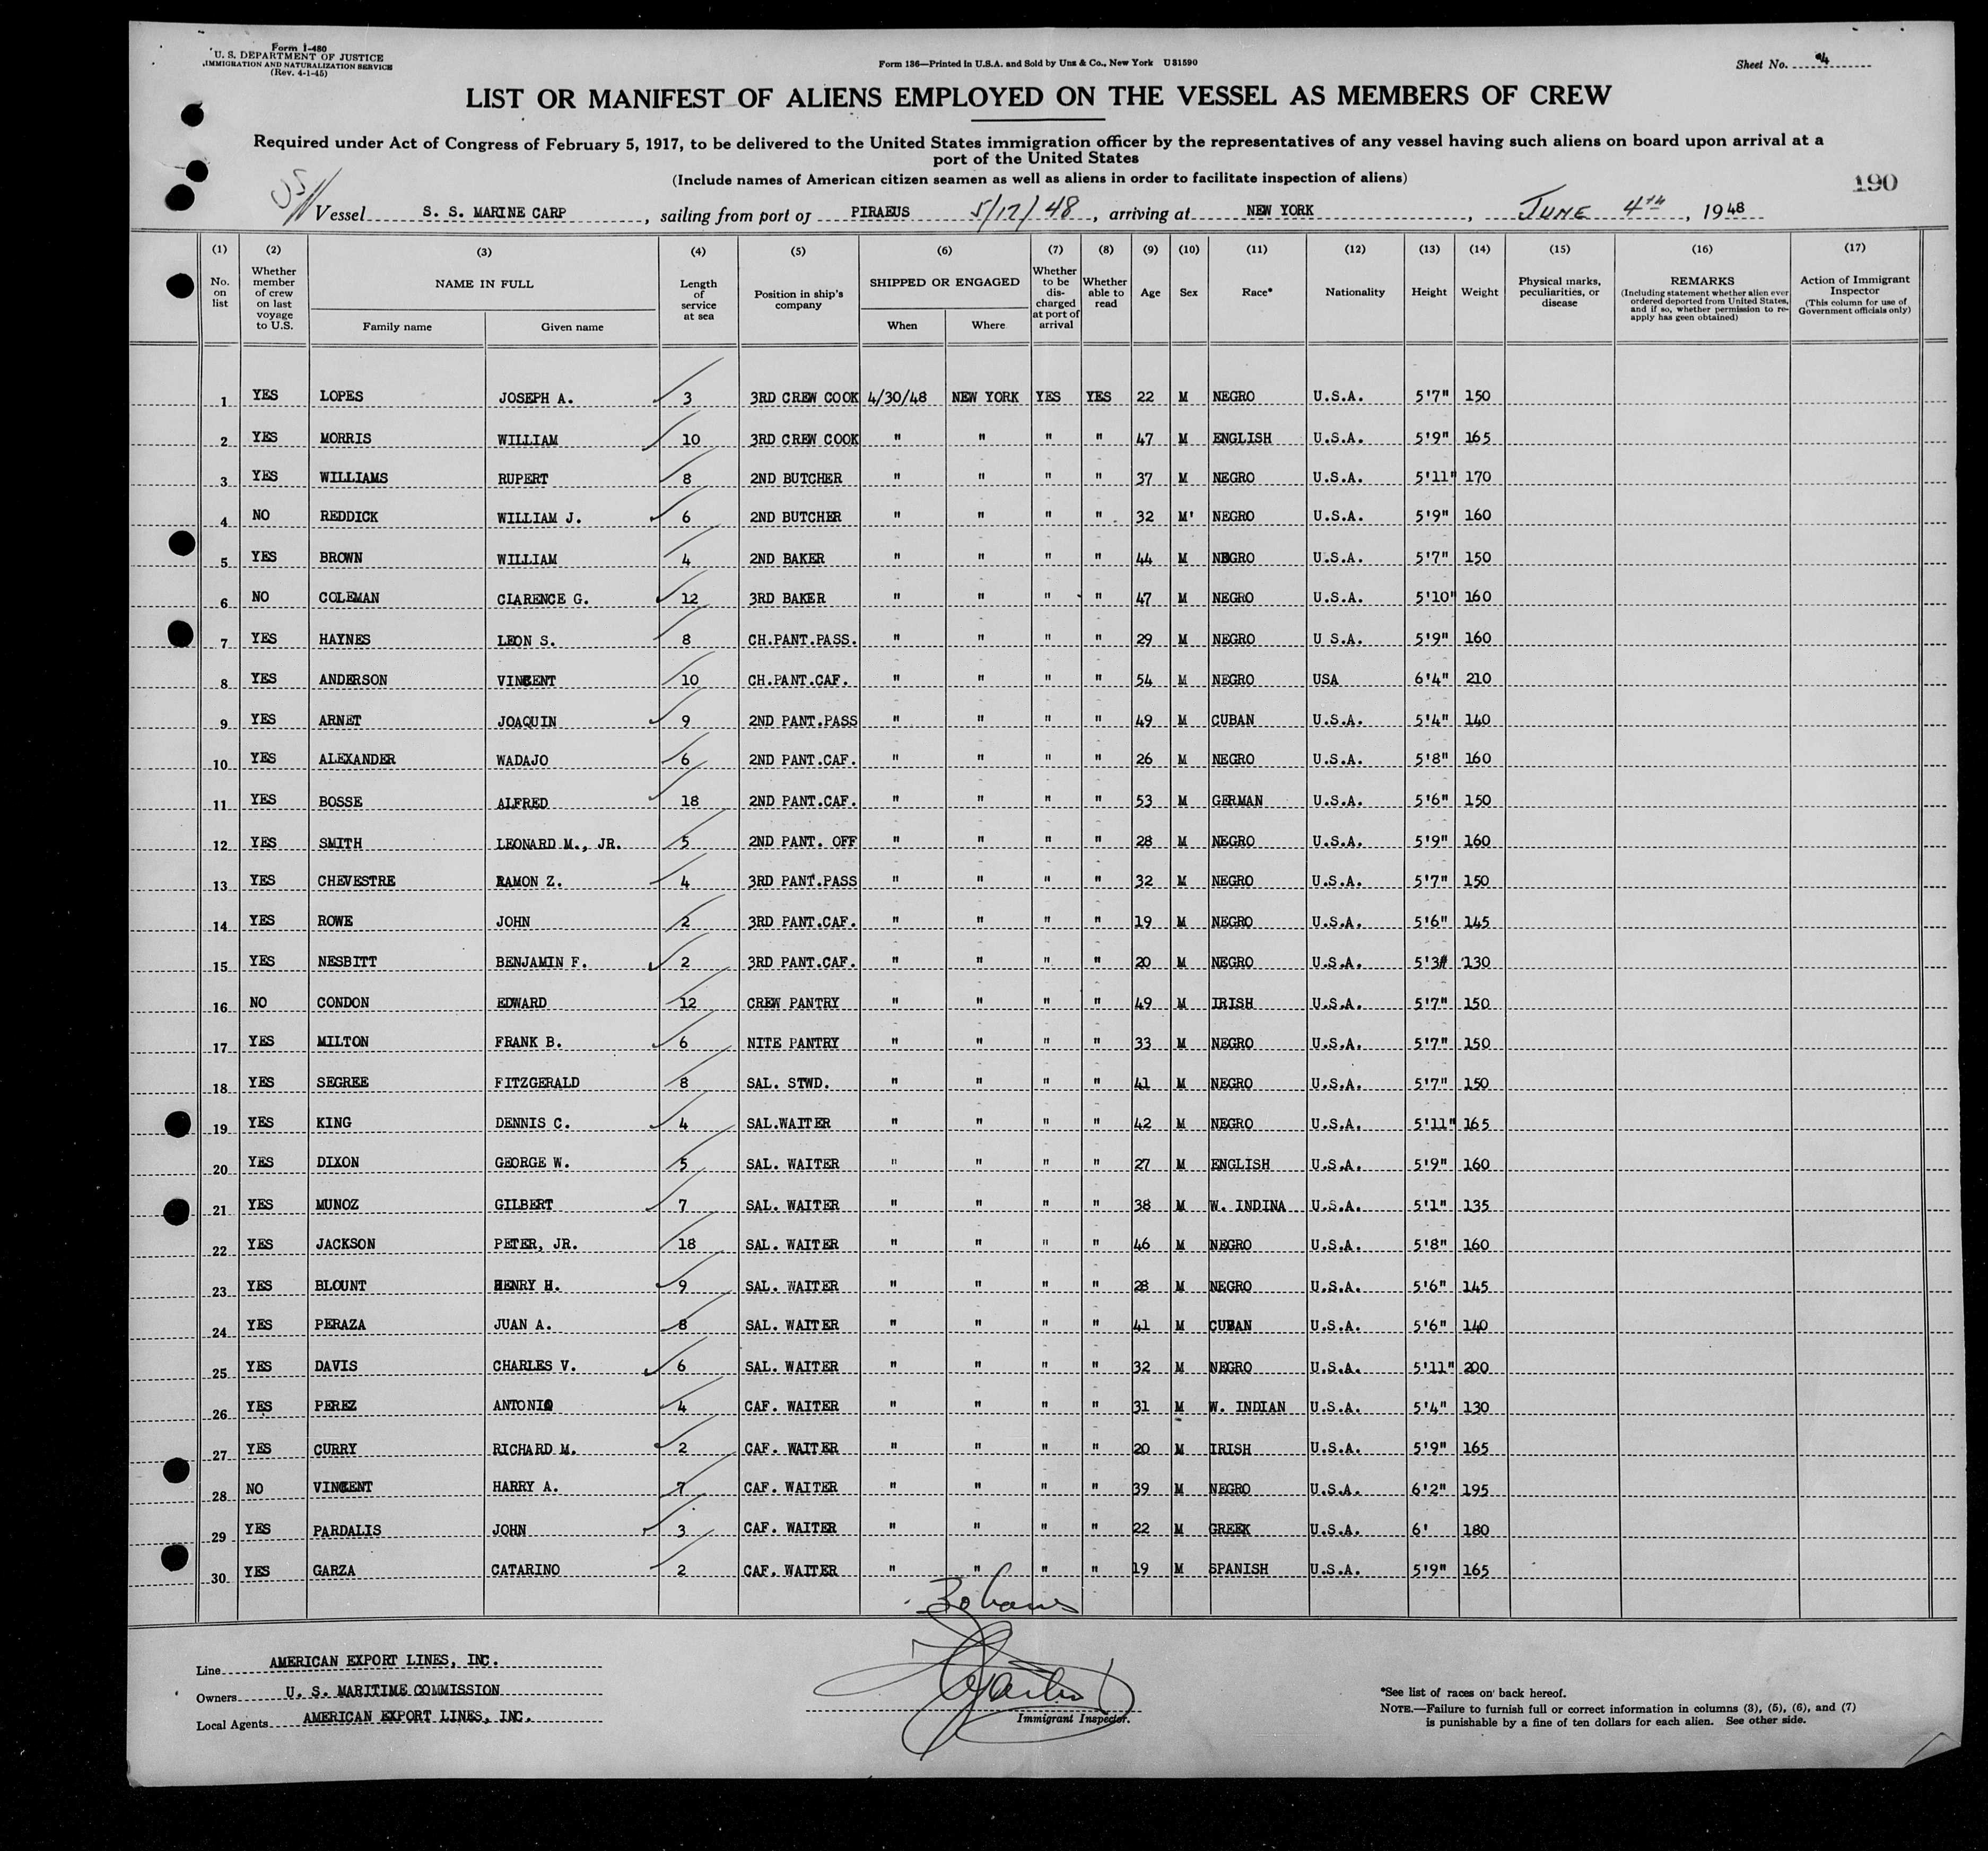 Form I-480
U. S. DEPARTMENT OF JUSTICE
IMMIGRATION AND NATURALIZATION SERVICE
(Rev. 4-1-45)
Form 136—Printed in U.S.A. and Sold by Unz & Co., New York U31590
Sheet No. 4
LIST OR MANIFEST OF ALIENS EMPLOYED ON THE VESSEL AS MEMBERS OF CREW
Required under Act of Congress of February 5, 1917, to be delivered to the United States immigration officer by the representatives of any vessel having such aliens on board upon arrival at a
port of the United States
(Include names of American citizen seamen as well as aliens in order to facilitate inspection of aliens)
190
US
Vessel S. S. MARINE CARP, sailing from port of PIRAEUS 5/17/48, arriving at NEW YORK, JUNE 4TH, 1948
(1) (2) (3) (4) (5) (6) (7) (8) (9) (10) (11) (12) (13) (14) (15) (16) (17)
No. on list
Whether member of crew on last voyage to U.S.
NAME IN FULL
Family name
Given name
Length of service at sea
Position in ship's company
SHIPPED OR ENGAGED
When
Where
Whether to be dis-charged at port of arrival
Whether able to read
Age
Sex
Race*
Nationality
Height
Weight
Physical marks, peculiarities, or disease
REMARKS
(Including statement whether alien ever ordered deported from United States, and if so, whether permission to re-apply has geen obtained)
Action of Immigrant Inspector
(This column for use of Government officials only)
1 YES LOPES JOSEPH A. 3 3RD CREW COOK 4/30/48 NEW YORK YES YES 22 M NEGRO U.S.A. 5'7" 150
2 YES MORRIS WILLIAM 10 3RD CREW COOK " " " " 47 M ENGLISH U.S.A. 5'9" 165
3 YES WILLIAMS RUPERT 8 2ND BUTCHER " " " " 37 M NEGRO U.S.A. 5'11" 170
4 NO REDDICK WILLIAM J. 6 2ND BUTCHER " " " " 32 M' NEGRO U.S.A. 5'9" 160
5 YES BROWN WILLIAM 4 2ND BAKER " " " " 44 M NEGRO U.S.A. 5'7" 150
6 NO COLEMAN CLARENCE G. 12 3RD BAKER " " " " 47 M NEGRO U.S.A. 5'10" 160
7 YES HAYNES LEON S. 8 CH.PANT.PASS. " " " " 29 M NEGRO U S.A. 5'9" 160
8 YES ANDERSON VINCENT 10 CH.PANT.CAF. " " " " 54 M NEGRO USA 6'4" 210
9 YES ARNET JOAQUIN 9 2ND PANT.PASS " " " " 49 M CUBAN U.S.A. 5'4" 140
10 YES ALEXANDER WADAJO 6 2ND PANT.CAF. " " " " 26 M NEGRO U.S.A. 5'8" 160
11 YES BOSSE ALFRED 18 2ND PANT.CAF. " " " " 53 M GERMAN U.S.A. 5'6" 150
12 YES SMITH LEONARD M., JR. 5 2ND PANT. OFF " " " " 28 M NEGRO U.S.A. 5'9" 160
13 YES CHEVESTRE RAMON Z. 4 3RD PANT.PASS " " " " 32 M NEGRO U.S.A. 5'7" 150
14 YES ROWE JOHN 2 3RD PANT.CAF. " " " " 19 M NEGRO U.S.A. 5'6" 145
15 YES NESBITT BENJAMIN F. 2 3RD PANT.CAF. " " " " 20 M NEGRO U.S.A. 5'3" 130
16 NO CONDON EDWARD 12 CREW PANTRY " " " " 49 M IRISH U.S.A. 5'7" 150
17 YES MILTON FRANK B. 6 NITE PANTRY " " " " 33 M NEGRO U.S.A. 5'7" 150
18 YES SEGREE FITZGERALD 8 SAL. STWD. " " " " 41 M NEGRO U.S.A. 5'7" 150
19 YES KING DENNIS C. 4 SAL.WAITER " " " " 42 M NEGRO U.S.A. 5'11" 165
20 YES DIXON GEORGE W. 5 SAL. WAITER " " " " 27 M ENGLISH U.S.A. 5'9" 160
21 YES MUNOZ GILBERT 7 SAL. WAITER " " " " 38 M W. INDINA U.S.A. 5'1" 135
22 YES JACKSON PETER, JR. 18 SAL. WAITER " " " " 46 M NEGRO U.S.A. 5'8" 160
23 YES BLOUNT HENRY H. 9 SAL. WAITER " " " " 28 M NEGRO U.S.A. 5'6" 145
24 YES PERAZA JUAN A. 8 SAL. WAITER " " " " 41 M CUBAN U.S.A. 5'6" 140
25 YES DAVIS CHARLES V. 6 SAL. WAITER " " " " 32 M NEGRO U.S.A. 5'11" 200
26 YES PEREZ ANTONIO 4 CAF. WAITER " " " " 31 M W. INDIAN U.S.A. 5'4" 130
27 YES CURRY RICHARD M. 2 CAF. WAITER " " " " 20 M IRISH U.S.A. 5'9" 165
28 NO VINCENT HARRY A. 7 CAF. WAITER " " " " 39 M NEGRO U.S.A. 6'2" 195
29 YES PARDALIS JOHN 3 CAF. WAITER " " " " 22 M GREEK U.S.A. 6' 180
30 YES GARZA CATARINO 2 CAF. WAITER " " " " 19 M SPANISH U.S.A. 5'9" 165
30
Line AMERICAN EXPORT LINES, INC.
Owners U. S. MARITIME COMMISSION
Local Agents AMERICAN EXPORT LINES, INC.
Immigrant Inspector.
*See list of races on back hereof.
NOTE.—Failure to furnish full or correct information in columns (3), (5), (6), and (7)
is punishable by a fine of ten dollars for each alien. See other side.